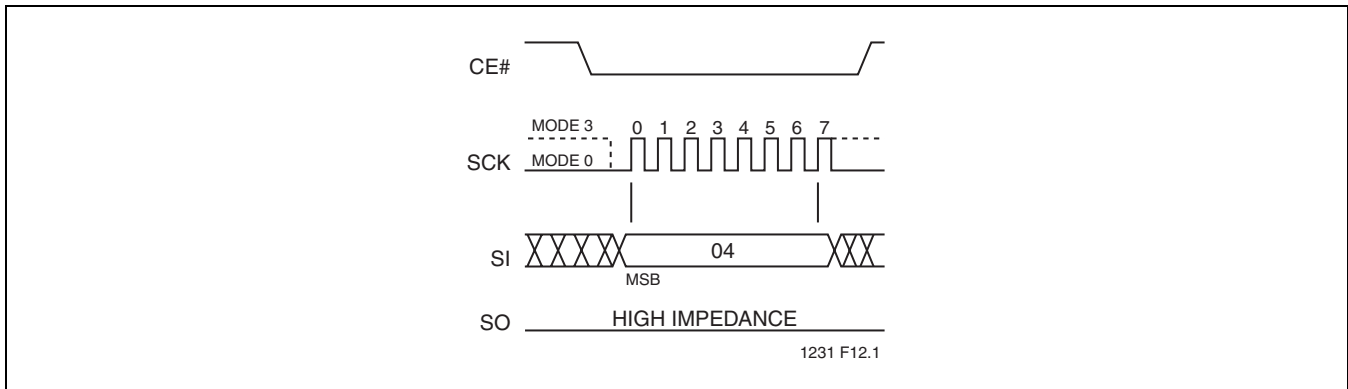 CE#
MODE 3
0 1 2 3 4 5 6 7
SCK
MODE 0
SI
04
MSB
SO
HIGH IMPEDANCE
1231 F12.1